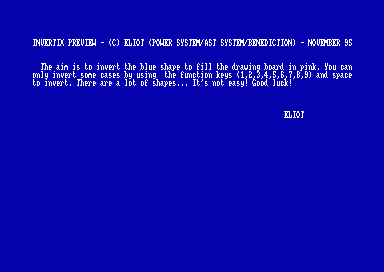 INVERTIX PREVIEW - (C) ELIOT (POWER SYSTEM/AST SYSTEM/BENEDICTION) - NOVEMBER 95
The aim is to invert the blue shape to fill the drawing board in pink. You can
only invert some cases by using the function keys (1,2,3,4,5,6,7,8,9) and space
to invert. There are a lot of shapes... It's not easy! Good luck!
ELIOT